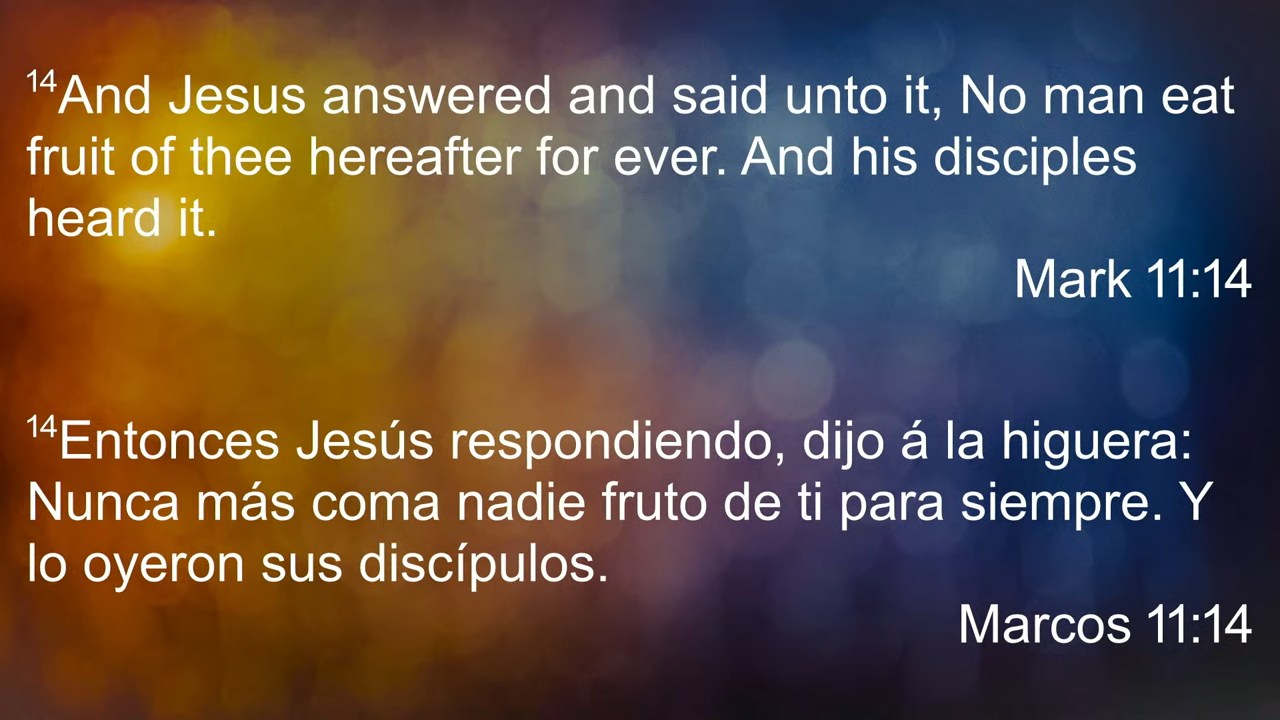 14And Jesus answered and said unto it, No man eat
fruit of thee hereafter for ever. And his disciples
heard it.
Mark 11:14
14Entonces Jesús respondiendo, dijo á la higuera:
Nunca más coma nadie fruto de ti para siempre. Y
lo oyeron sus discípulos.
Marcos 11:14